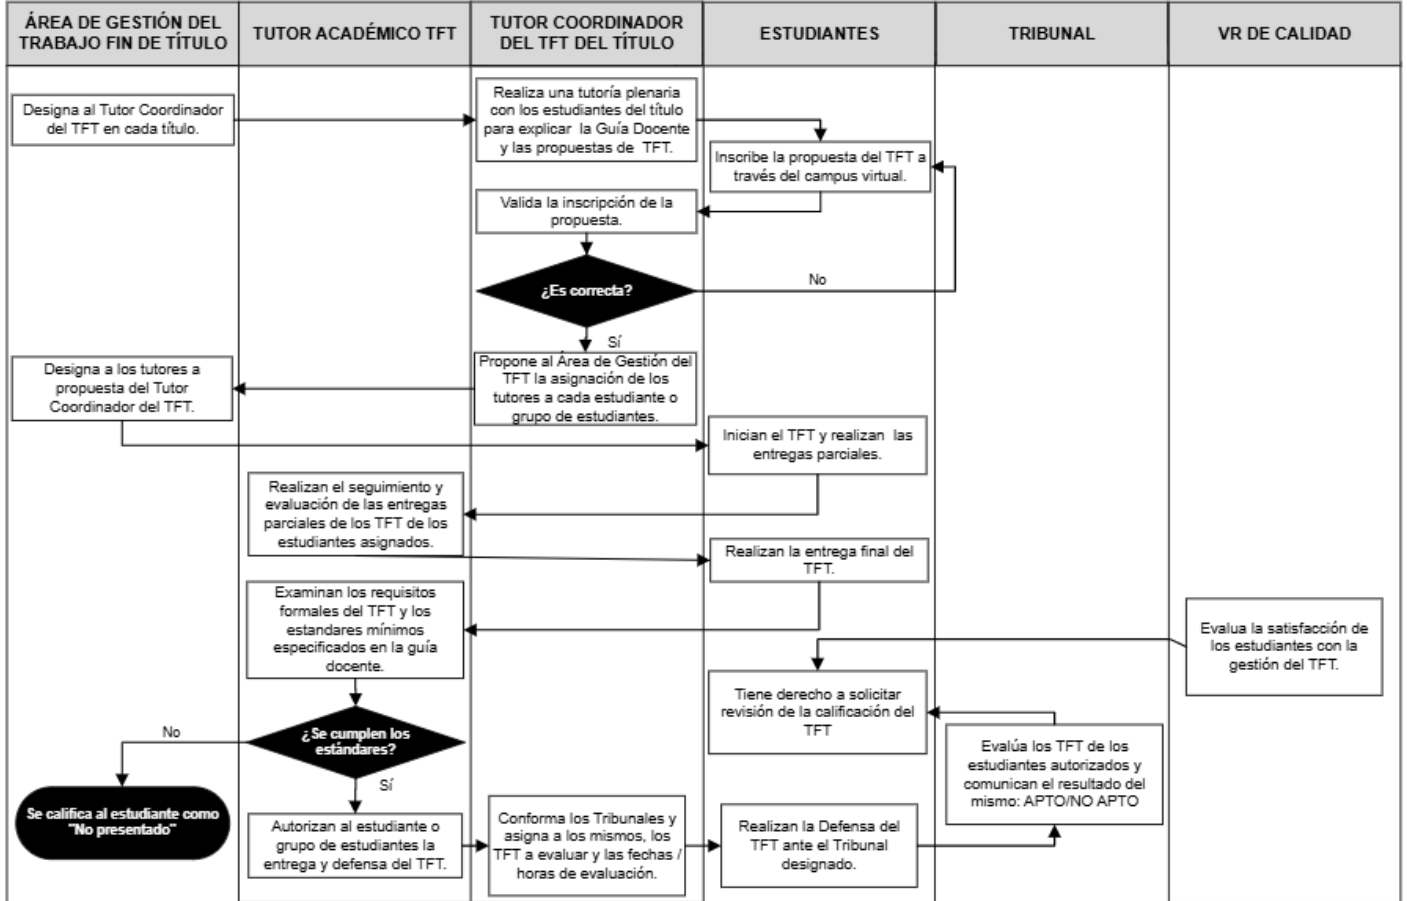 ÁREA DE GESTIÓN DEL
TRABAJO FIN DE TÍTULO
TUTOR ACADÉMICO TFT
TUTOR COORDINADOR
DEL TFT DEL TÍTULO
ESTUDIANTES
TRIBUNAL
VR DE CALIDAD
Designa al Tutor Coordinador
del TFT en cada título.
Realiza una tutoría plenaria
con los estudiantes del título
para explicar la Guía Docente
y las propuestas de TFT.
Inscribe la propuesta del TFT a
través del campus virtual.
Valida la inscripción de la
propuesta.
¿Es correcta?
No
Sí
Propone al Área de Gestión del
TFT la asignación de los
tutores a cada estudiante o
grupo de estudiantes.
Designa a los tutores a
propuesta del Tutor
Coordinador del TFT.
Inician el TFT y realizan las
entregas parciales.
Realizan el seguimiento y
evaluación de las entregas
parciales de los TFT de los
estudiantes asignados.
Realizan la entrega final del
TFT.
Examinan los requisitos
formales del TFT y los
estandares mínimos
especificados en la guía
docente.
Evalua la satisfacción de
los estudiantes con la
gestión del TFT.
Tiene derecho a solicitar
revisión de la calificación del
TFT
¿Se cumplen los
estándares?
No
Sí
Se califica al estudiante como
"No presentado"
Autorizan al estudiante o
grupo de estudiantes la
entrega y defensa del TFT.
Conforma los Tribunales y
asigna a los mismos, los
TFT a evaluar y las fechas /
horas de evaluación.
Realizan la Defensa del
TFT ante el Tribunal
designado.
Evalúa los TFT de los
estudiantes autorizados y
comunican el resultado del
mismo: APTO/NO APTO